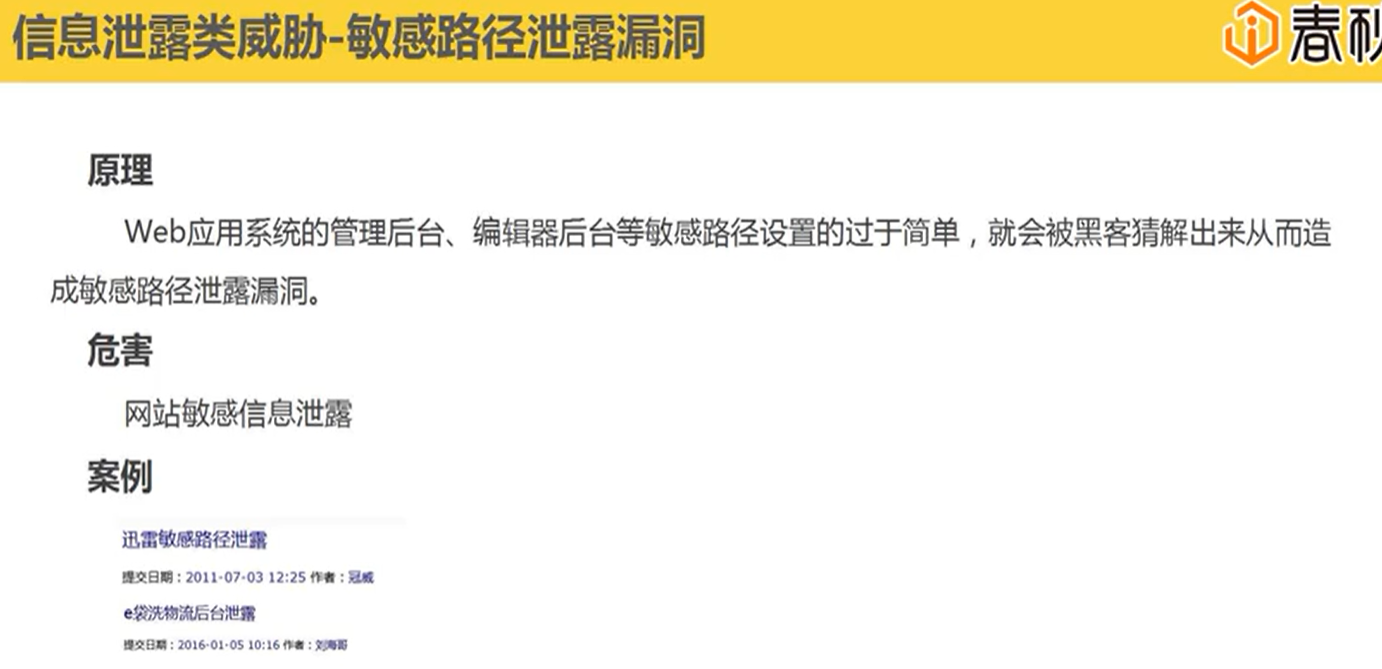 信息泄露类威胁-敏感路径泄露漏洞
春秋
原理
Web应用系统的管理后台、编辑器后台等敏感路径设置的过于简单，就会被黑客猜解出来从而造
成敏感路径泄露漏洞。
危害
网站敏感信息泄露
案例
迅雷敏感路径泄露
提交日期：2011-07-03 12:25 作者：冠威
e袋洗物流后台泄露
提交日期：2016-01-05 10:16 作者：刘海哥